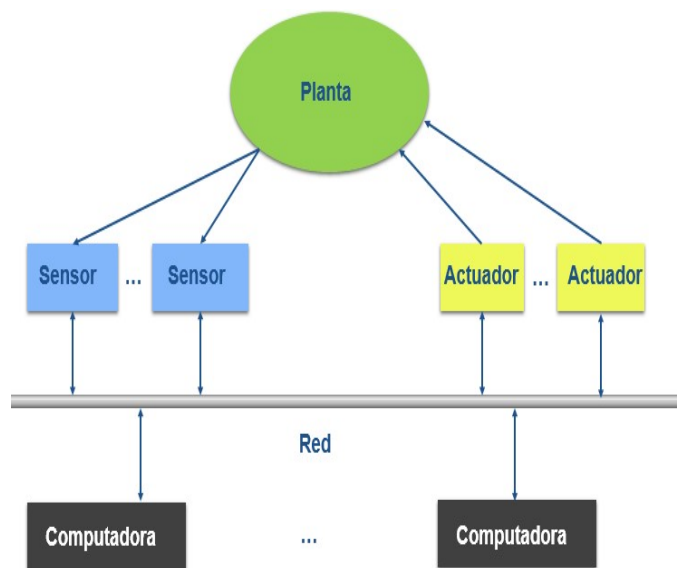 Planta
Sensor ... Sensor
Actuador ... Actuador
Red
Computadora ... Computadora